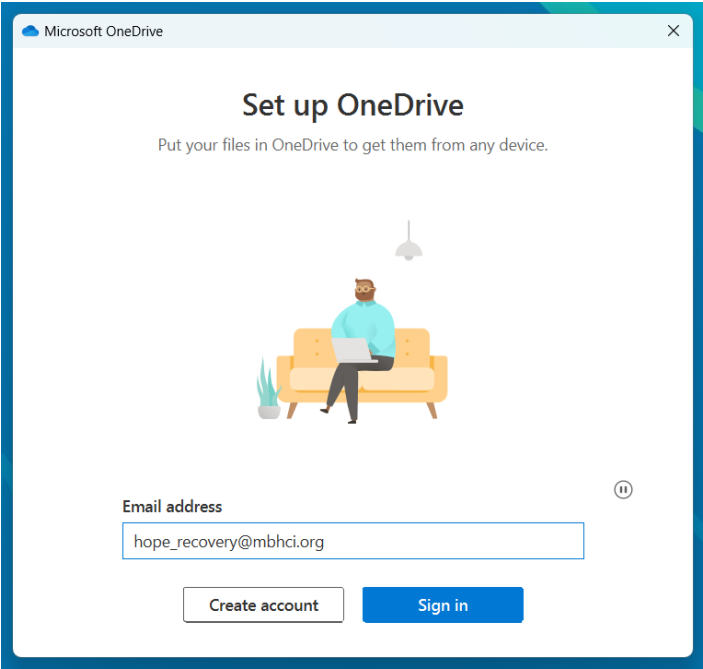 Microsoft OneDrive
Set up OneDrive
Put your files in OneDrive to get them from any device.
Email address
hope_recovery@mbhci.org
Create account
Sign in